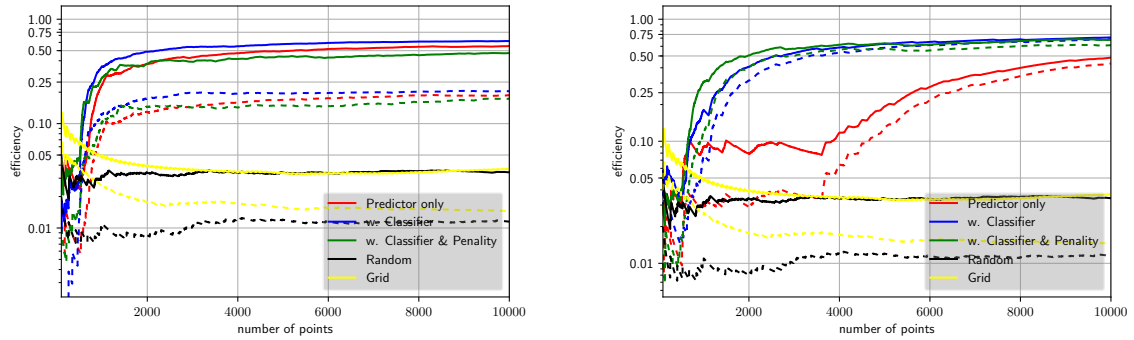 1.00
0.75
0.50
0.25
0.10
0.05
0.01
efficiency
2000 4000 6000 8000 10000
number of points
Predictor only
w. Classifier
w. Classifier & Penality
Random
Grid
1.00
0.75
0.50
0.25
0.10
0.05
0.01
efficiency
2000 4000 6000 8000 10000
number of points
Predictor only
w. Classifier
w. Classifier & Penality
Random
Grid